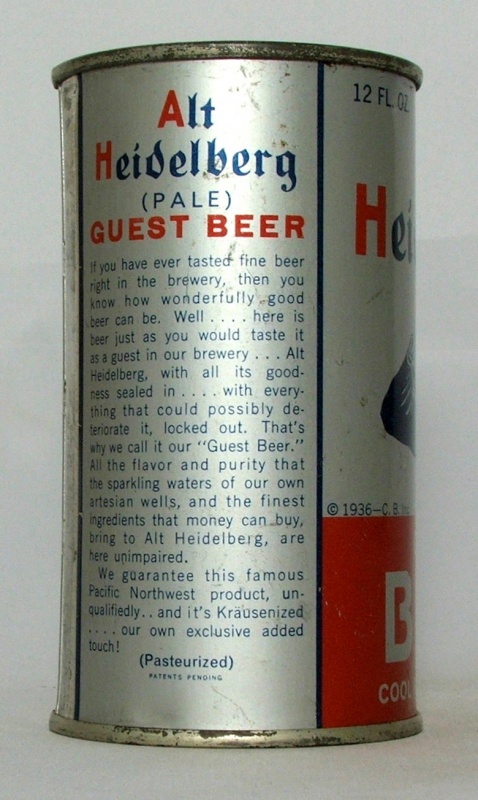 Alt
Heidelberg
(PALE)
GUEST BEER
If you have ever tasted fine beer
right in the brewery, then you
know how wonderfully good
beer can be. Well . . . . here is
beer just as you would taste it
as a guest in our brewery . . . Alt
Heidelberg, with all its good-
ness sealed in . . . . with every-
thing that could possibly de-
teriorate it, locked out. That's
why we call it our "Guest Beer."
All the flavor and purity that
the sparkling waters of our own
artesian wells, and the finest
ingredients that money can buy,
bring to Alt Heidelberg, are
here unimpaired.
We guarantee this famous
Pacific Northwest product, un-
qualifiedly . . and it's Kräusenized
. . . . our own exclusive added
touch!
(Pasteurized)
PATENTS PENDING
12 FL. OZ.
Hei
© 1936—C. B. Inc.
B
COOL